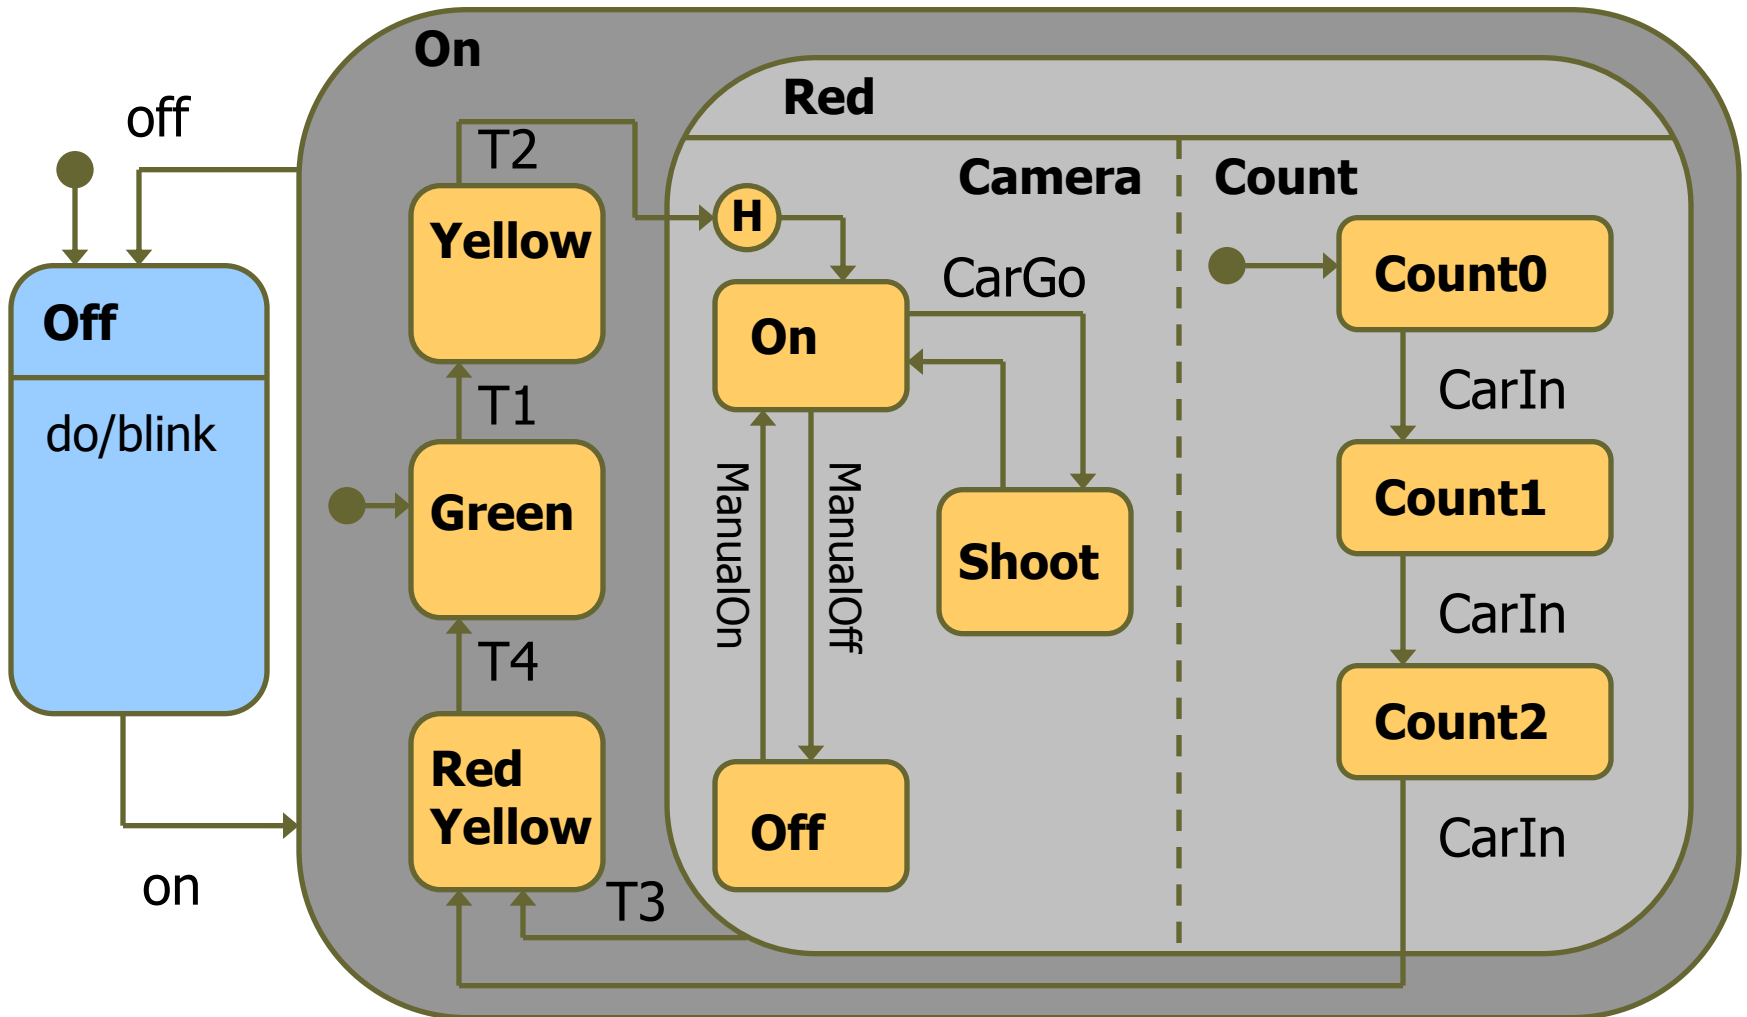 On
Red
off
T2
Camera
Count
H
Yellow
CarGo
Count0
Off
On
CarIn
T1
do/blink
Green
ManualOn
ManualOff
Shoot
Count1
CarIn
T4
Count2
Red
Yellow
Off
CarIn
on
T3